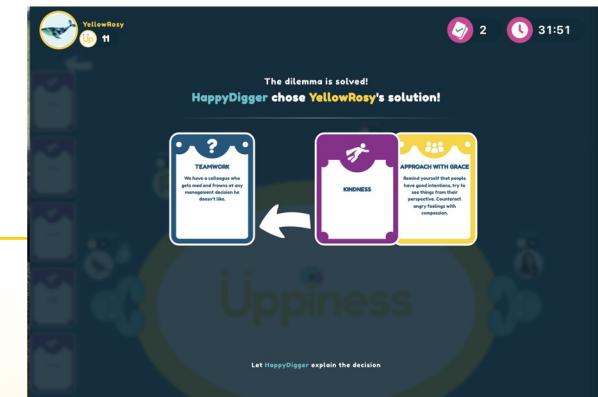 YellowRosy
Up 11
2
31:51
The dilemma is solved!
HappyDigger chose YellowRosy's solution!
?
TEAMWORK
We have a colleague who
gets mad and frowns at any
management decision he
doesn't like.
KINDNESS
APPROACH WITH GRACE
Remind yourself that people
have good intentions, try to
see things from their
perspective. Counteract
angry feelings with
compassion.
Uppiness
Let HappyDigger explain the decision